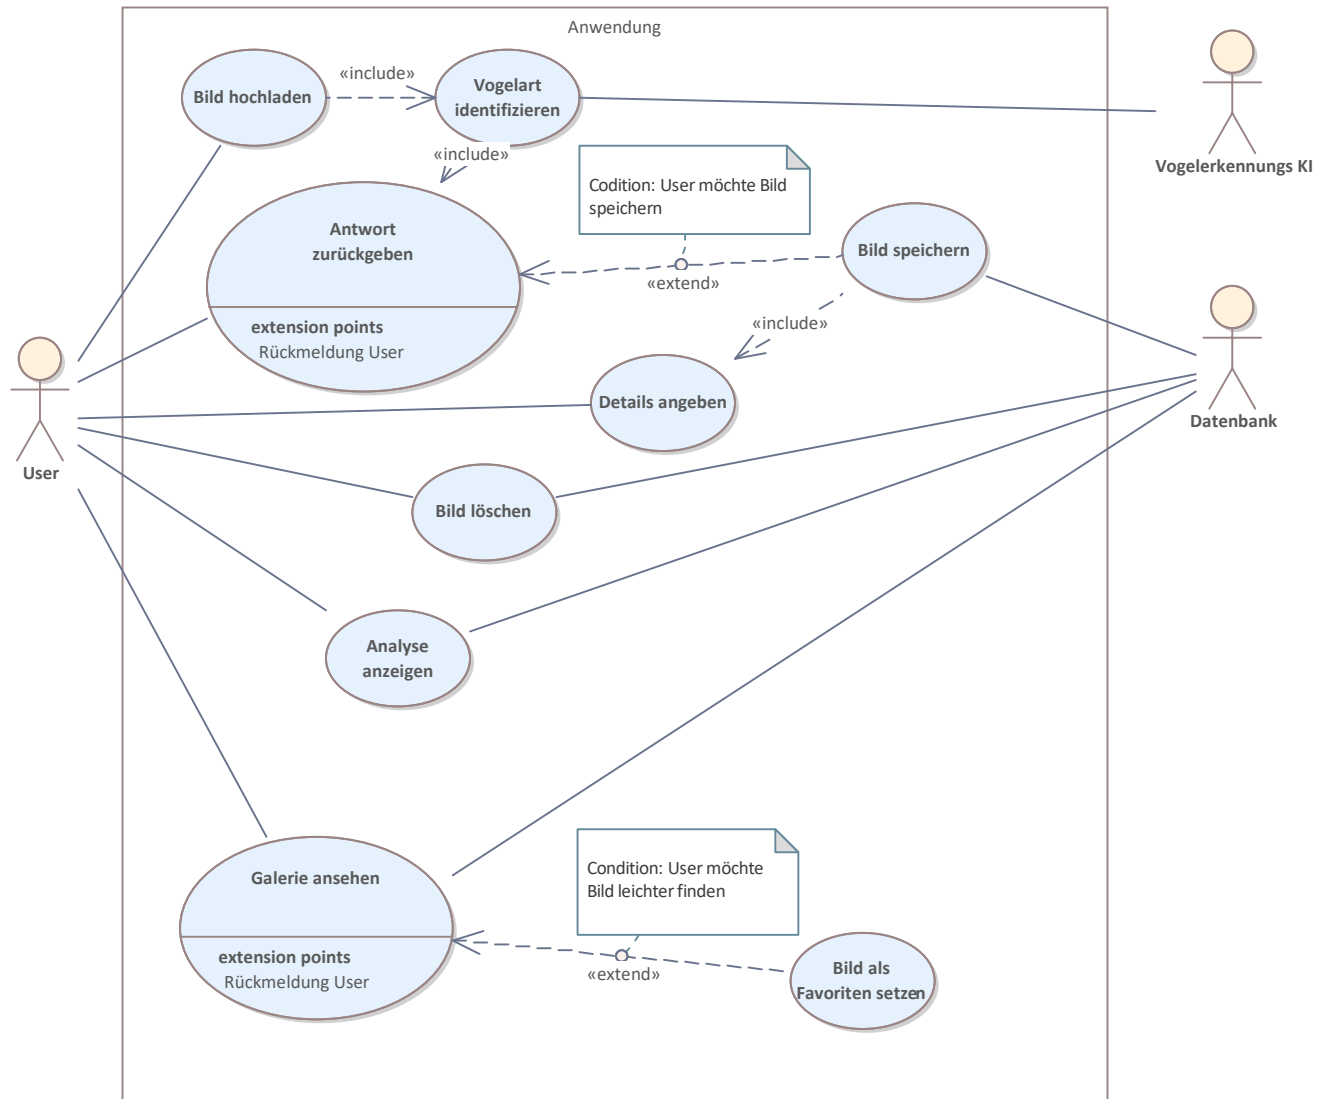 Anwendung
Bild hochladen
«include»
Vogelart
identifizieren
Vogelerkennungs KI
«include»
Codition: User möchte Bild
speichern
Antwort
zurückgeben
Bild speichern
«extend»
extension points
Rückmeldung User
«include»
Details angeben
Datenbank
User
Bild löschen
Analyse
anzeigen
Galerie ansehen
Condition: User möchte
Bild leichter finden
extension points
Rückmeldung User
«extend»
Bild als
Favoriten setzen